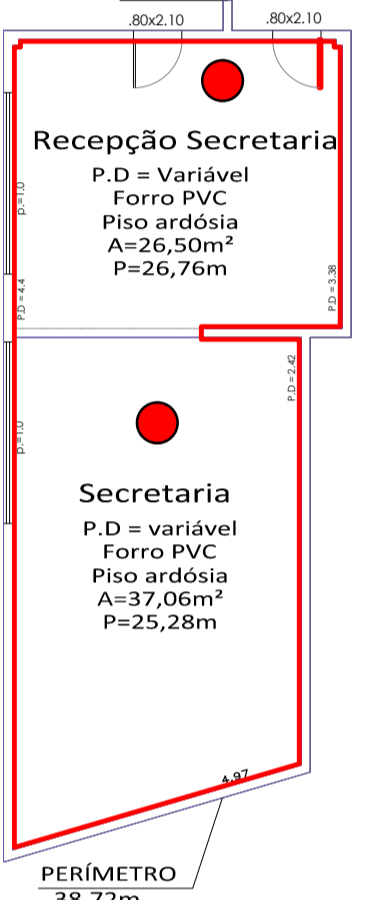 .80x2.10
.80x2.10
Recepção Secretaria
P.D = Variável
Forro PVC
Piso ardósia
A=26,50m²
P=26,76m
p.=1.0
P.D = 4.4
P.D = 3.38
P.D = 2.42
p.=1.0
Secretaria
P.D = variável
Forro PVC
Piso ardósia
A=37,06m²
P=25,28m
4.97
PERÍMETRO
38,72m